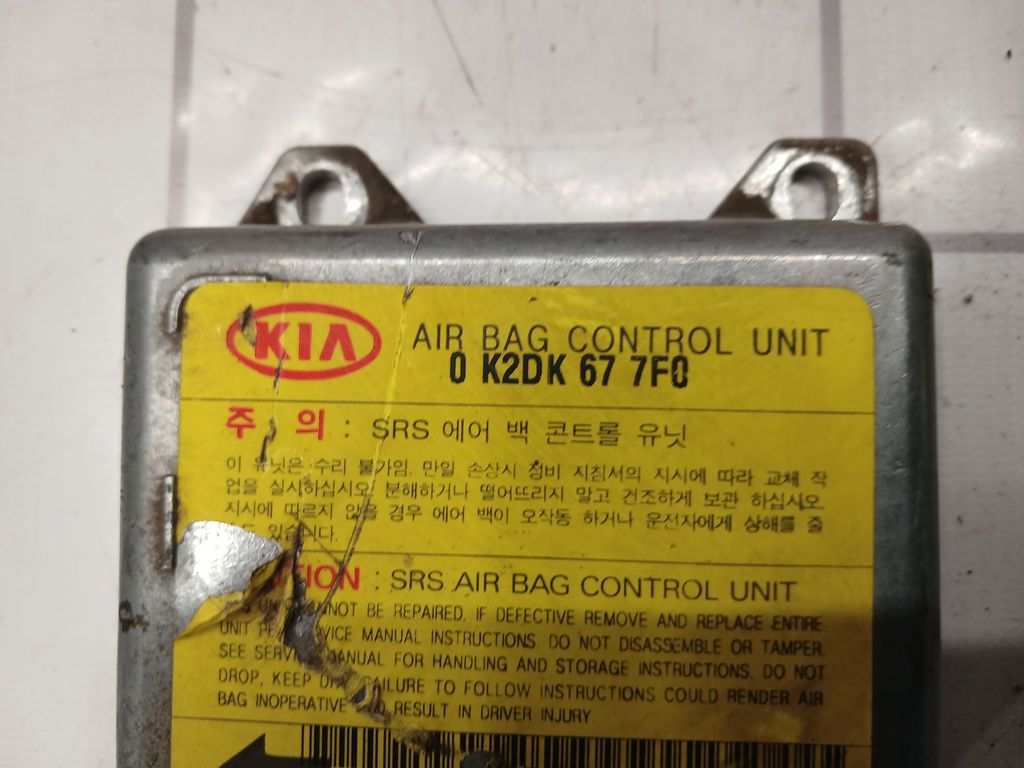 KIA
AIR BAG CONTROL UNIT
0 K2DK 67 7F0
주 의 : SRS 에어 백 콘트롤 유닛
이 유닛은 수리 불가임. 만일 손상시 정비 지침서의 지시에 따라 교체 작
업을 실시하십시오 분해하거나 떨어뜨리지 말고 건조하게 보관 하십시오
지시에 따르지 않을 경우 에어 백이 오작동 하거나 운전자에게 상해를 줄
도 있습니다.
: SRS AIR BAG CONTROL UNIT
BE REPAIRED. IF DEFECTIVE REMOVE AND REPLACE ENTIRE
UNIT MANUAL INSTRUCTIONS. DO NOT DISASSEMBLE OR TAMPER.
SEE MANUAL FOR HANDLING AND STORAGE INSTRUCTIONS. DO NOT
DROP, KEEP FAILURE TO FOLLOW INSTRUCTIONS COULD RENDER AIR
BAG INOPERATIVE RESULT IN DRIVER INJURY.